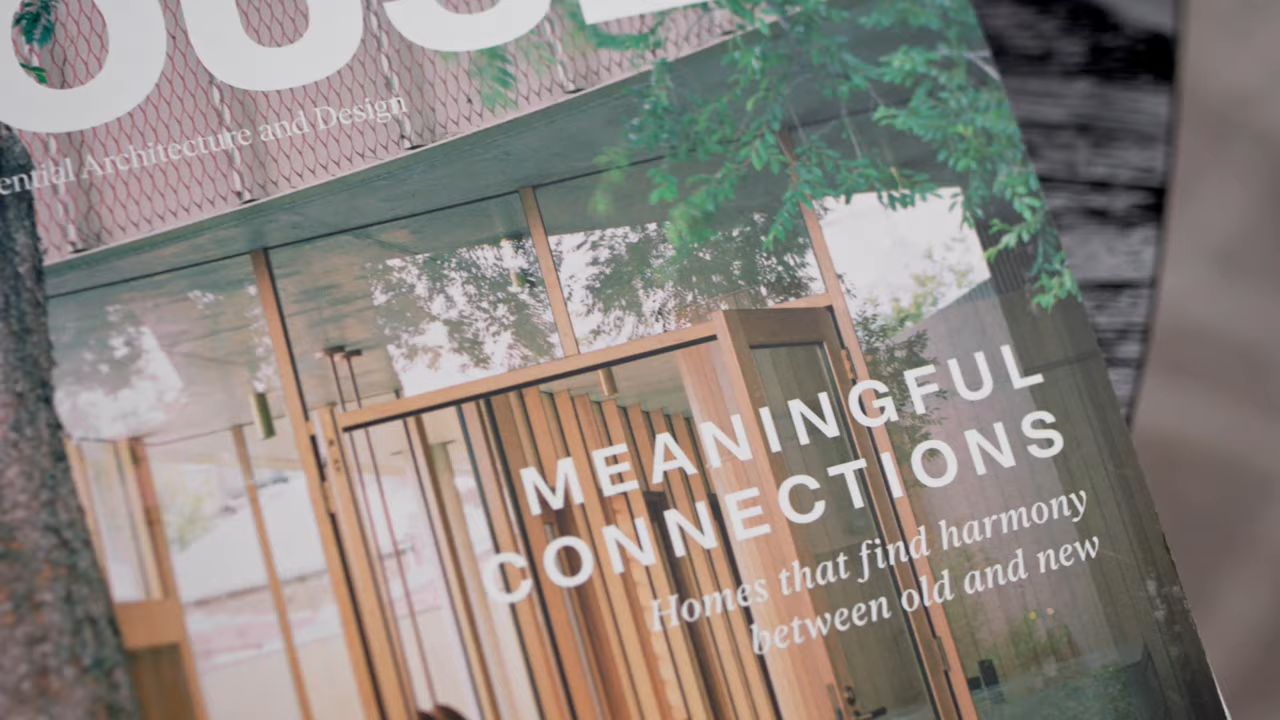 ential Architecture and Design
MEANINGFUL
CONNECTIONS
Homes that find harmony
between old and new